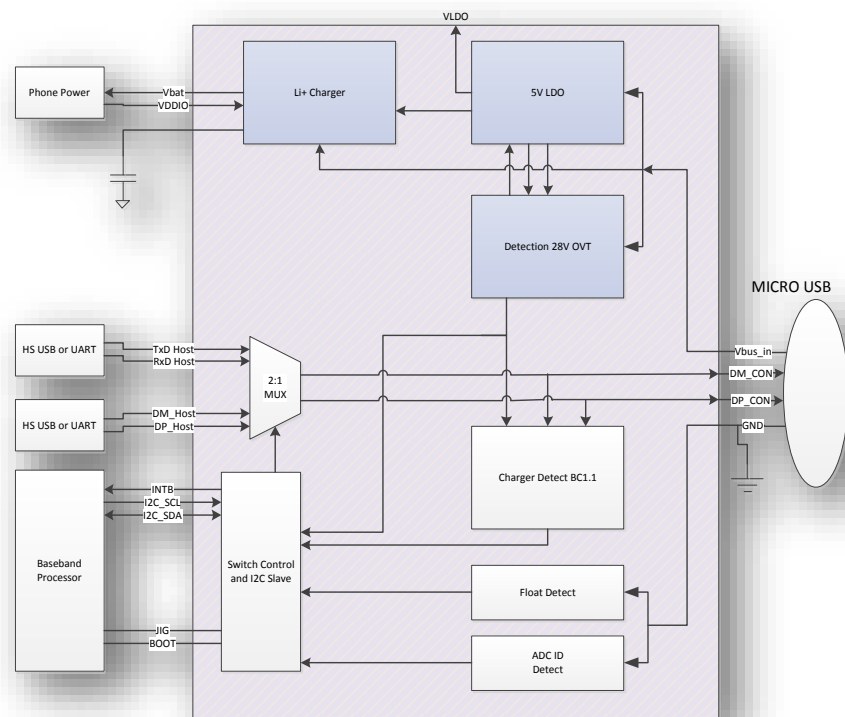 VLDO
Phone Power
Vbat
VDDIO
Li+ Charger
5V LDO
Detection 28V OVT
MICRO USB
HS USB or UART
TxD Host
RxD Host
2:1
MUX
Vbus_in
DM_CON
DP_CON
GND
HS USB or UART
DM_Host
DP_Host
Charger Detect BC1.1
INTB
I2C_SCL
I2C_SDA
Baseband
Processor
Switch Control
and I2C Slave
Float Detect
JIG
BOOT
ADC ID
Detect